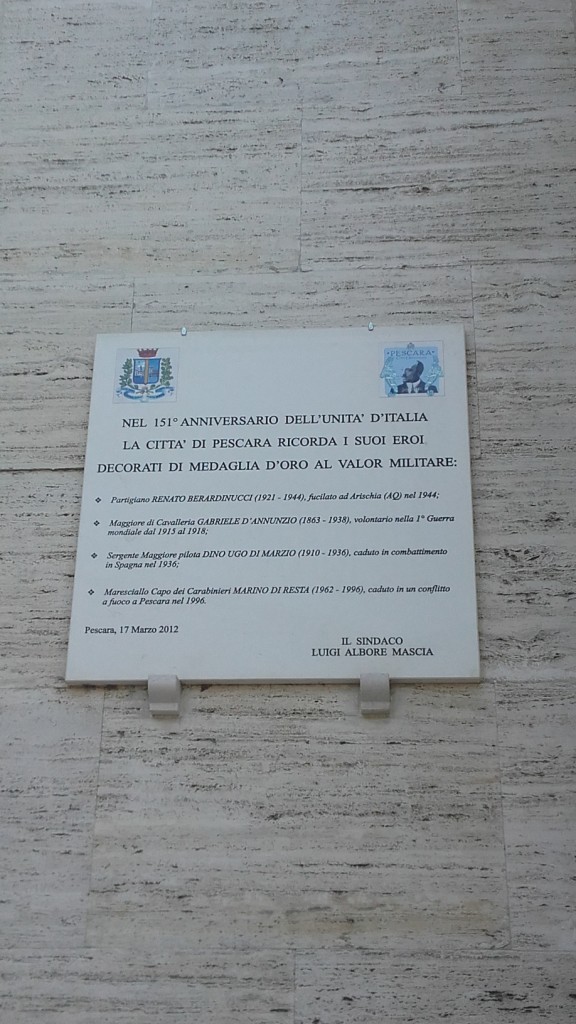 PESCARA
NEL 151° ANNIVERSARIO DELL'UNITA' D'ITALIA
LA CITTA' DI PESCARA RICORDA I SUOI EROI
DECORATI DI MEDAGLIA D'ORO AL VALOR MILITARE:
❖ Partigiano RENATO BERARDINUCCI (1921 - 1944), fucilato ad Arischia (AQ) nel 1944;
❖ Maggiore di Cavalleria GABRIELE D'ANNUNZIO (1863 - 1938), volontario nella 1° Guerra
mondiale dal 1915 al 1918;
❖ Sergente Maggiore pilota DINO UGO DI MARZIO (1910 - 1936), caduto in combattimento
in Spagna nel 1936;
❖ Maresciallo Capo dei Carabinieri MARINO DI RESTA (1962 - 1996), caduto in un conflitto
a fuoco a Pescara nel 1996.
Pescara, 17 Marzo 2012
IL SINDACO
LUIGI ALBORE MASCIA